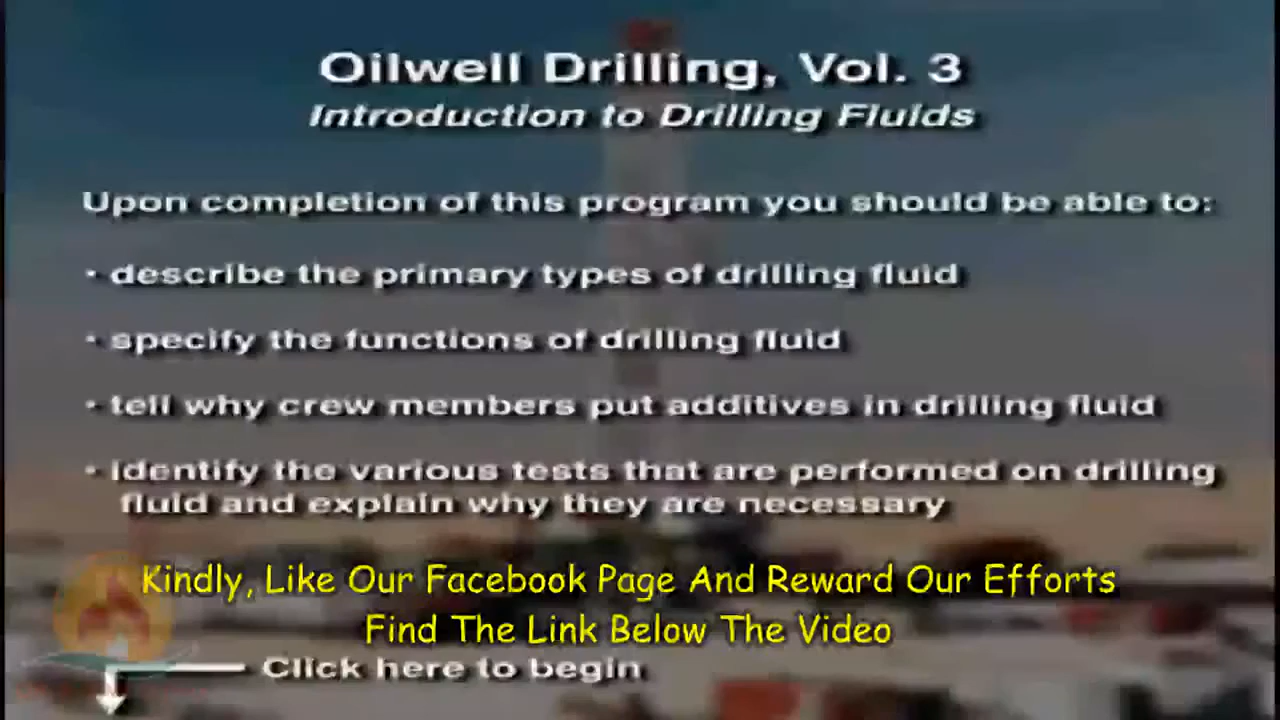 Oilwell Drilling, Vol. 3
Introduction to Drilling Fluids
Upon completion of this program you should be able to:
· describe the primary types of drilling fluid
· specify the functions of drilling fluid
· tell why crew members put additives in drilling fluid
· identify the various tests that are performed on drilling
fluid and explain why they are necessary
Kindly, Like Our Facebook Page And Reward Our Efforts
Find The Link Below The Video
Click here to begin